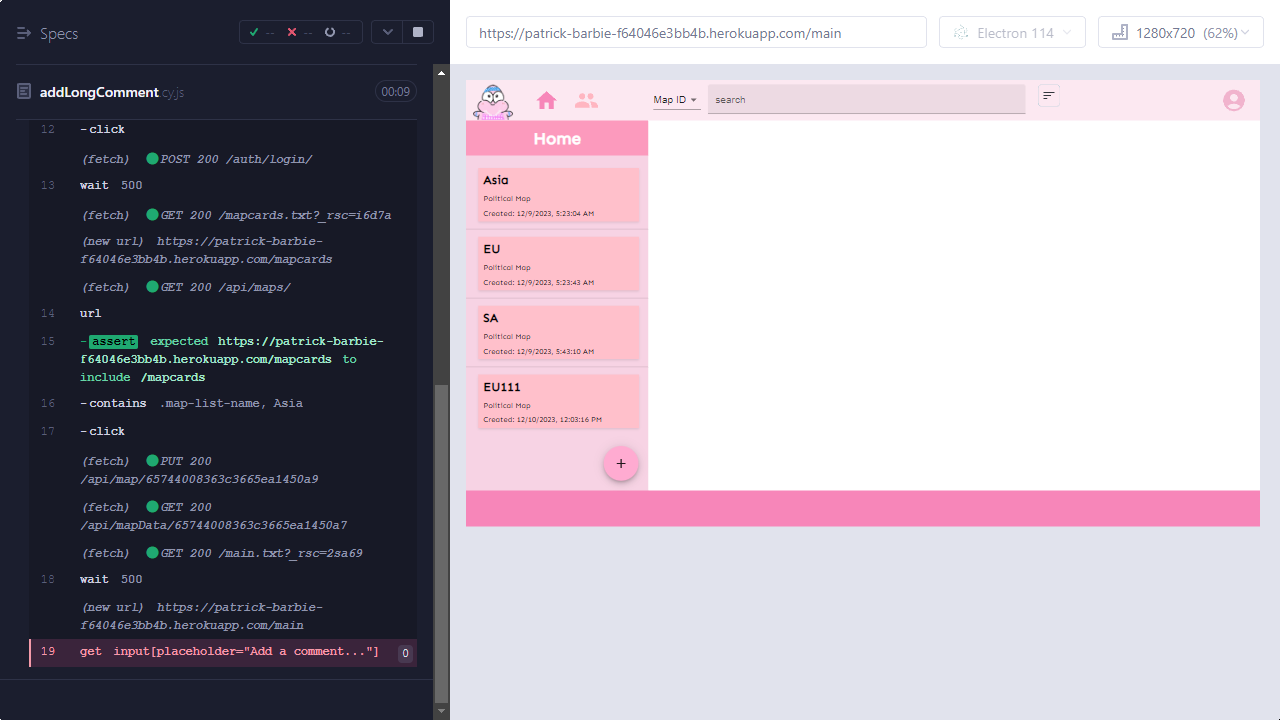 Specs
--
--
--
addLongComment.cy.js
00:09
12 -click
(fetch) POST 200 /auth/login/
13 wait 500
(fetch) GET 200 /mapcards.txt?_rsc=i6d7a
(new url) https://patrick-barbie-
f64046e3bb4b.herokuapp.com/mapcards
(fetch) GET 200 /api/maps/
14 url
15 -assert expected https://patrick-barbie-
f64046e3bb4b.herokuapp.com/mapcards to
include /mapcards
16 -contains .map-list-name, Asia
17 -click
(fetch) PUT 200
/api/map/65744008363c3665ea1450a9
(fetch) GET 200
/api/mapData/65744008363c3665ea1450a7
(fetch) GET 200 /main.txt?_rsc=2sa69
18 wait 500
(new url) https://patrick-barbie-
f64046e3bb4b.herokuapp.com/main
19 get input[placeholder="Add a comment..."] 0
https://patrick-barbie-f64046e3bb4b.herokuapp.com/main
Electron 114
1280x720 (62%)
Map ID
search
Home
Asia
Political Map
Created: 12/9/2023, 5:23:04 AM
EU
Political Map
Created: 12/9/2023, 5:23:43 AM
SA
Political Map
Created: 12/9/2023, 5:43:10 AM
EU111
Political Map
Created: 12/10/2023, 12:03:16 PM
+